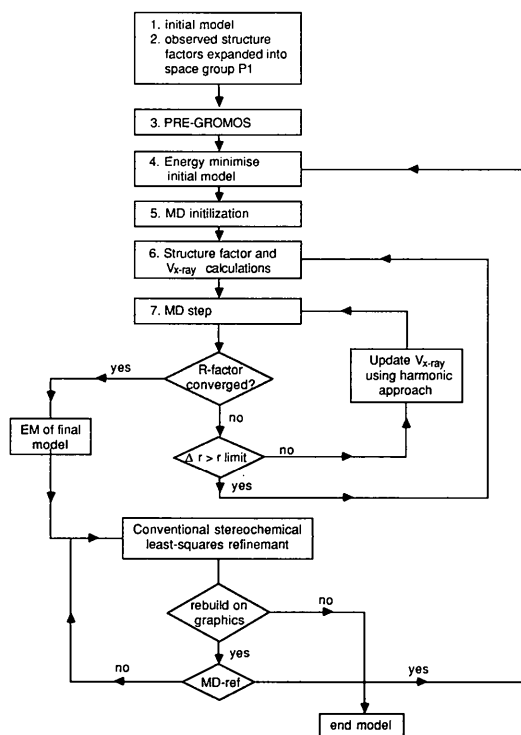 1. initial model
2. observed structure
factors expanded into
space group P1
3. PRE-GROMOS
4. Energy minimise
initial model
5. MD initilization
6. Structure factor and
Vx-ray calculations
7. MD step
Update Vx-ray
using harmonic
approach
R-factor
converged?
yes
no
EM of final
model
Δ r > r limit
no
yes
Conventional stereochemical
least-squares refinemant
rebuild on
graphics
no
yes
MD-ref
no
yes
end model